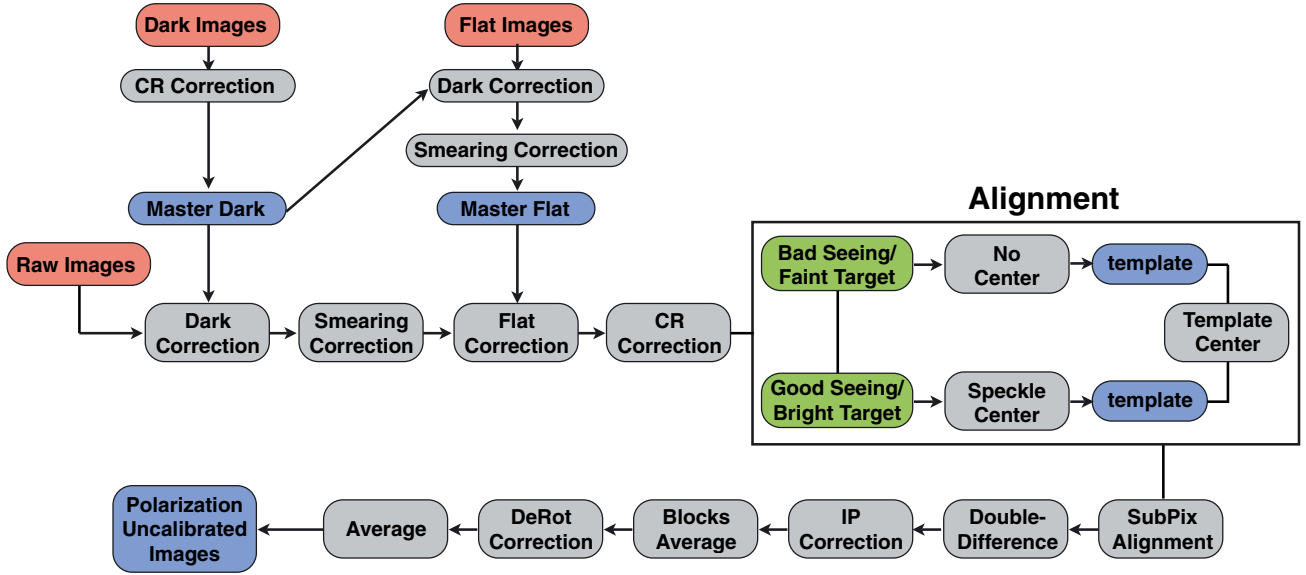 Dark Images
Flat Images
CR Correction
Dark Correction
Smearing Correction
Master Dark
Master Flat
Raw Images
Dark
Correction
Smearing
Correction
Flat
Correction
CR
Correction
Alignment
Bad Seeing/
Faint Target
No
Center
template
Template
Center
Good Seeing/
Bright Target
Speckle
Center
template
Polarization
Uncalibrated
Images
Average
DeRot
Correction
Blocks
Average
IP
Correction
Double-
Difference
SubPix
Alignment